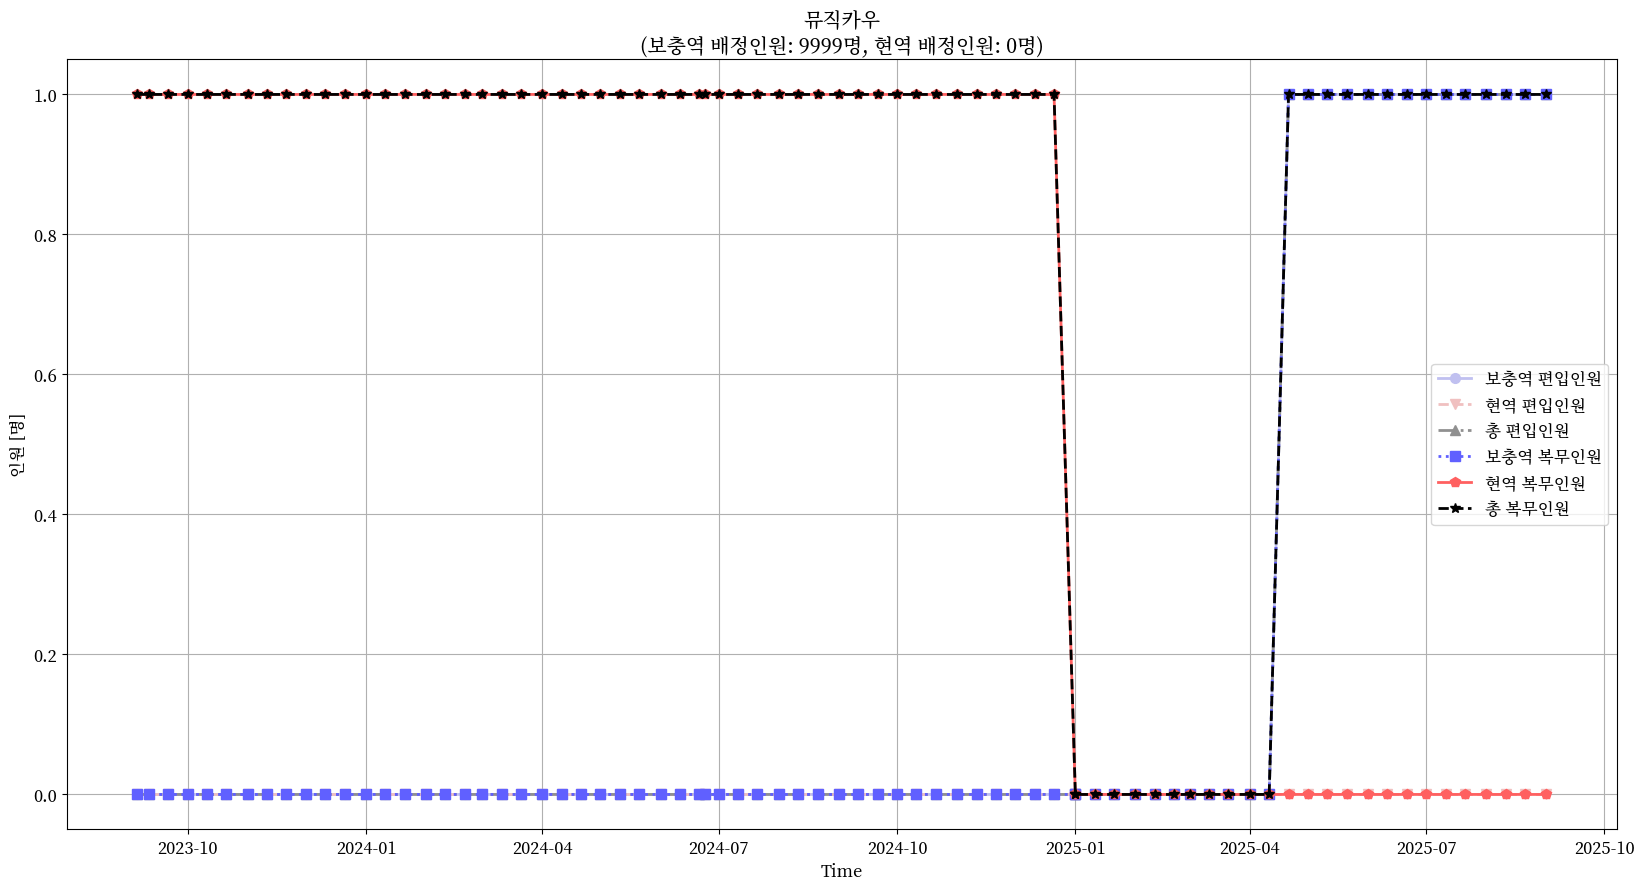 뮤직카우
(보충역 배정인원: 9999명, 현역 배정인원: 0명)
1.0
0.8
0.6
0.4
0.2
0.0
인원 [명]
보충역 편입인원
현역 편입인원
총 편입인원
보충역 복무인원
현역 복무인원
총 복무인원
2023-10
2024-01
2024-04
2024-07
2024-10
2025-01
2025-04
2025-07
2025-10
Time